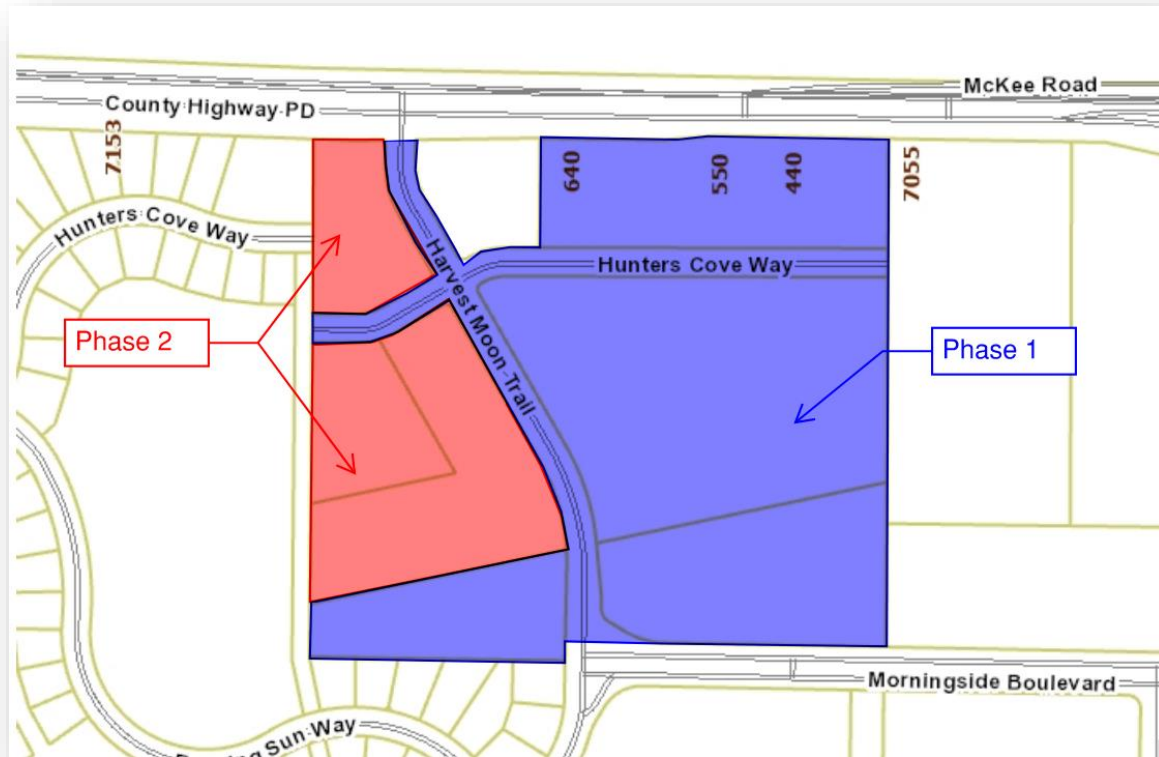 McKee Road
County Highway PD
7153
640
550
440
7055
Hunters Cove Way
Hunters Cove Way
Harvest Moon Trail
Phase 2
Phase 1
Morningside Boulevard
Sun Way